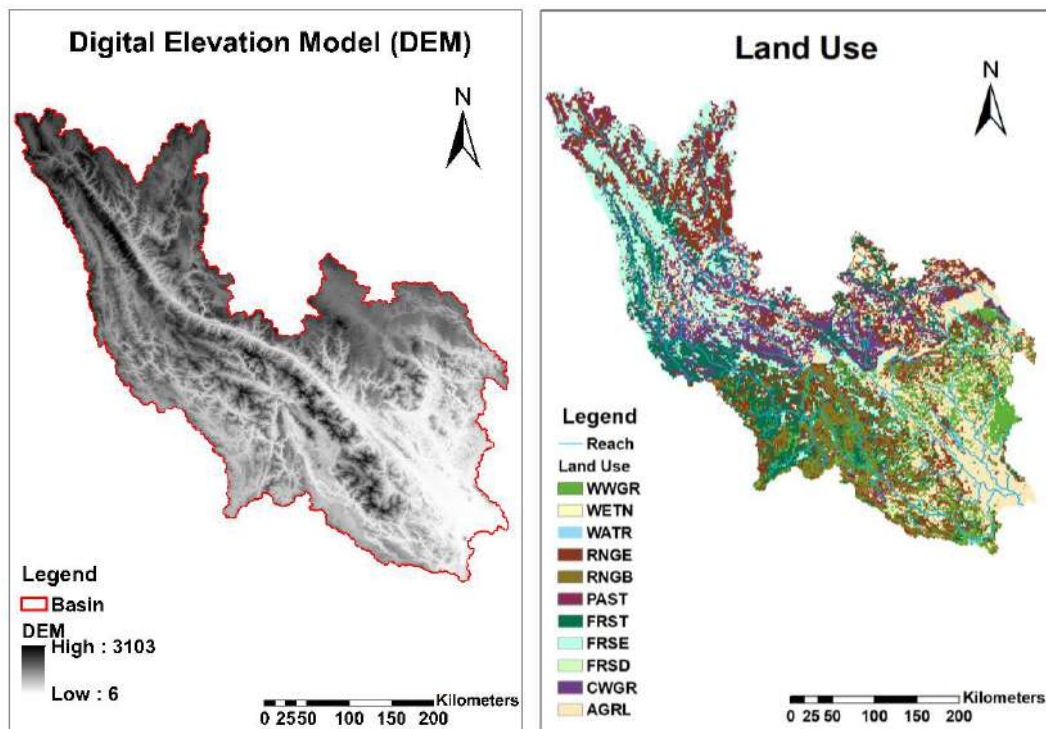 Digital Elevation Model (DEM)
N
Legend
Basin
DEM
High : 3103
Low : 6
Kilometers
0 2550 100 150 200
Land Use
N
Legend
Reach
Land Use
WWGR
WETN
WATR
RNGE
RNGB
PAST
FRST
FRSE
FRSD
CWGR
AGRL
Kilometers
0 25 50 100 150 200